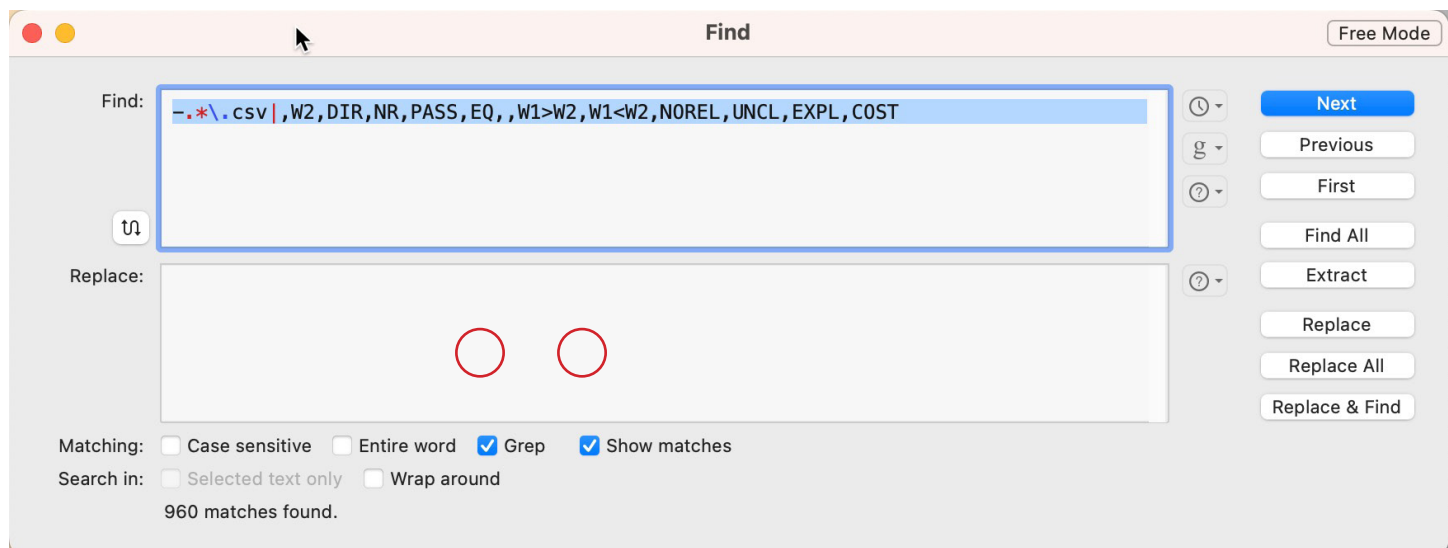 Find
Free Mode
Find:
-.*\.csv|,W2,DIR,NR,PASS,EQ,,W1>W2,W1<W2,NOREL,UNCL,EXPL,COST
g
?
Next
Previous
First
Find All
Replace:
?
Extract
Replace
Replace All
Replace & Find
Matching:
Case sensitive
Entire word
Grep
Show matches
Search in:
Selected text only
Wrap around
960 matches found.